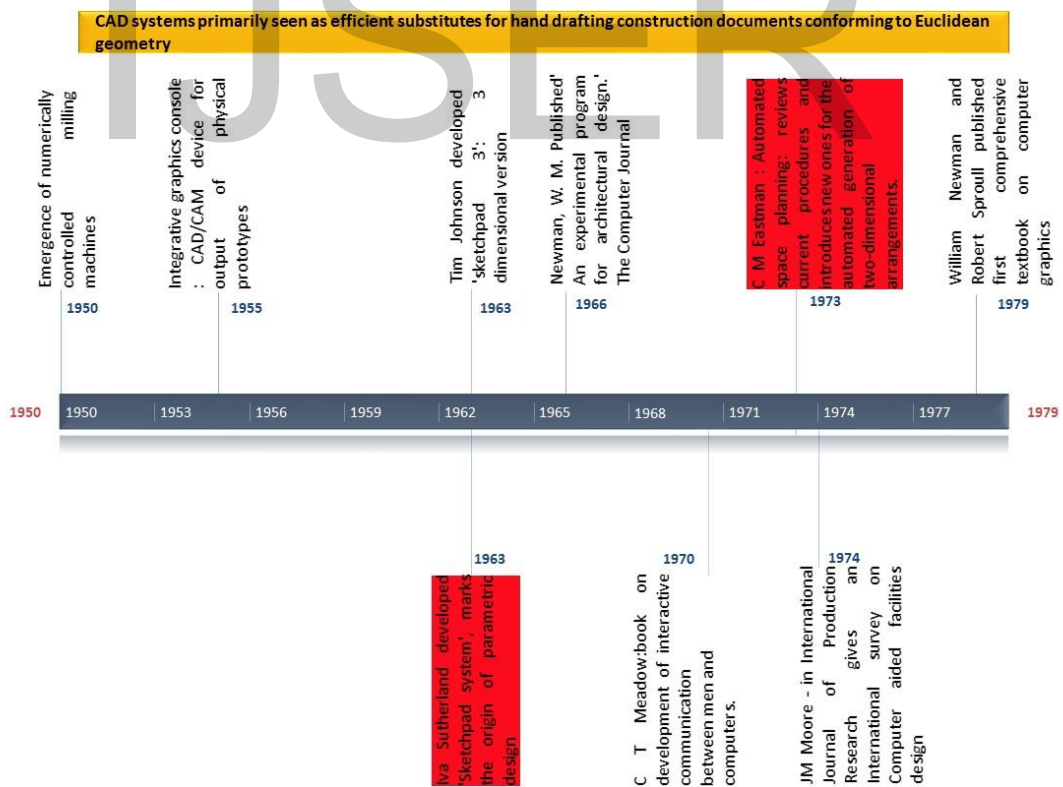 IJSER
CAD systems primarily seen as efficient substitutes for hand drafting construction documents conforming to Euclidean
geometry
Emergence of numerically
controlled milling
machines
1950
Integrative graphics console
: CAD/CAM device for
output of physical
prototypes
1955
Tim Johnson developed
'sketchpad 3': 3
dimensional version
1963
Newman, W. M. Published'
An experimental program
for architectural design.'
The Computer Journal
1966
C M Eastman : Automated
space planning: reviews
current procedures and
introduces new ones for the
automated generation of
two-dimensional
arrangements.
1973
William Newman and
Robert Sproull published
first comprehensive
textbook on computer
graphics
1979
1950
1950 1953 1956 1959 1962 1965 1968 1971 1974 1977
1979
1963
Iva Sutherland developed
'Sketchpad system', marks
the origin of parametric
design
1970
C T Meadow:book on
development of interactive
communication
between men and
computers.
1974
JM Moore - in International
Journal of Production
Research gives an
International survey on
Computer aided facilities
design